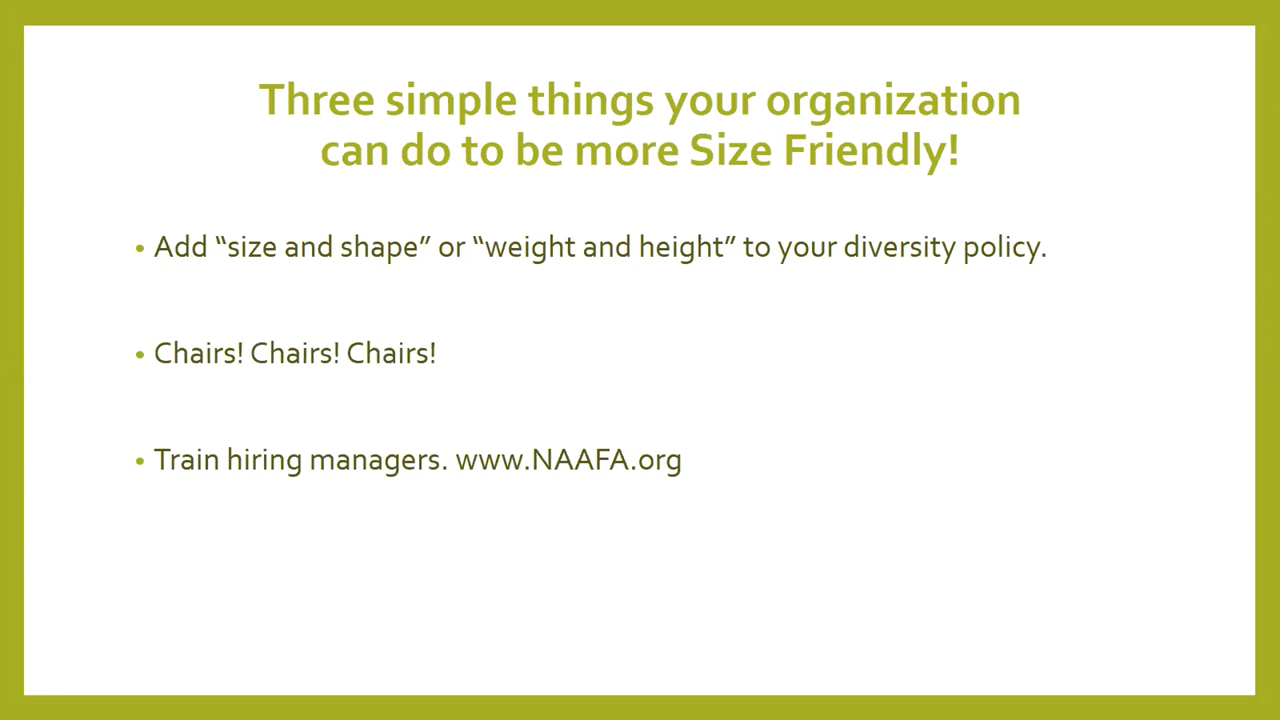 Three simple things your organization
can do to be more Size Friendly!
• Add “size and shape” or “weight and height” to your diversity policy.
• Chairs! Chairs! Chairs!
• Train hiring managers. www.NAAFA.org